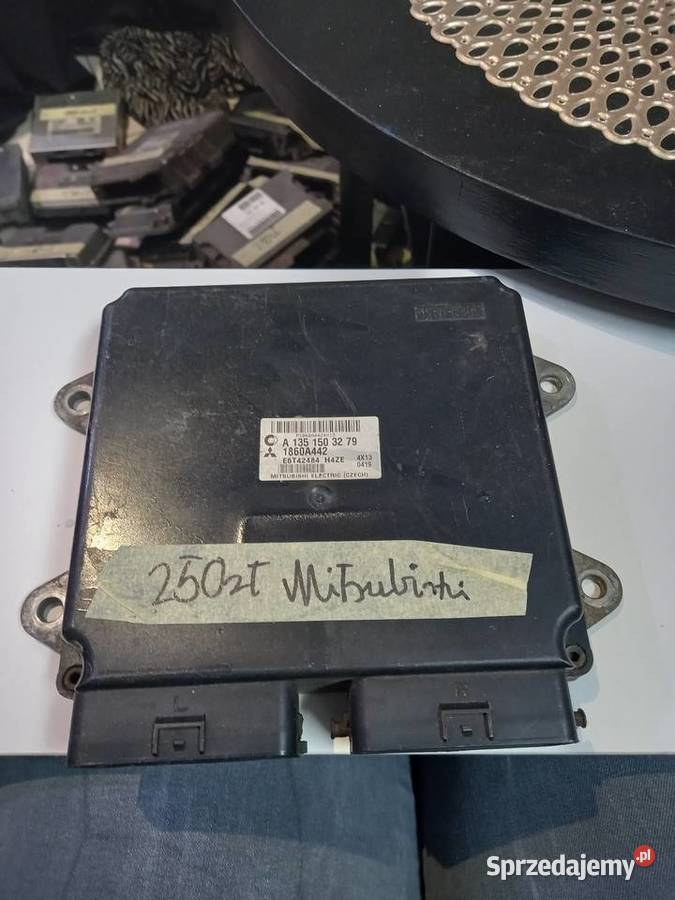 A 135 150 32 79
1860A442
E6T42484 H4ZE 4X13
0419
MITSUBISHI ELECTRIC (CZECH)
250zł Mitsubishi
L
R
Sprzedajemy.pl